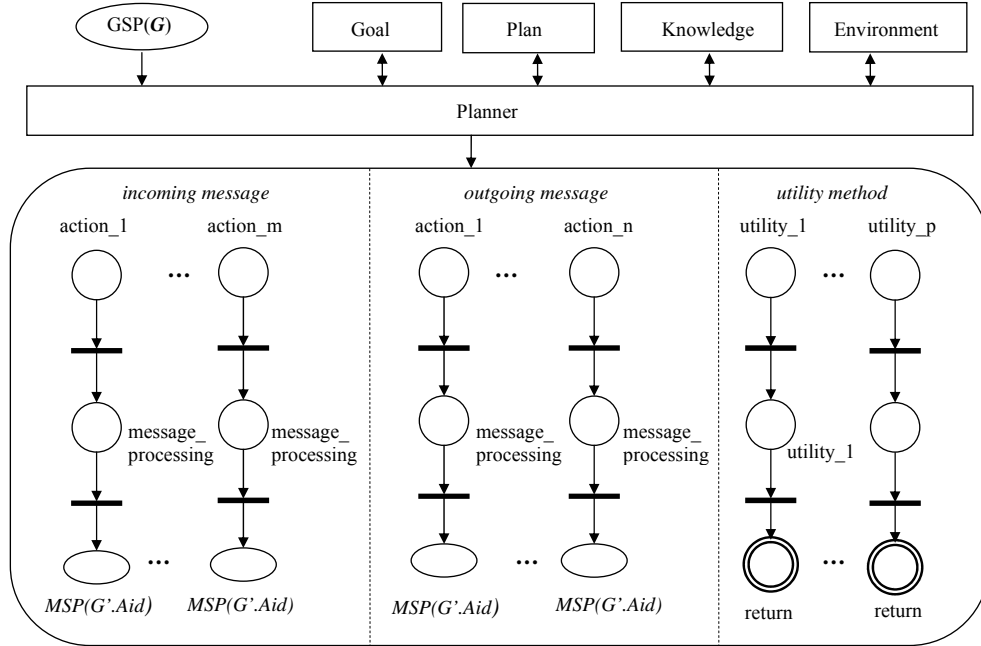 GSP(G)
Goal
Plan
Knowledge
Environment
Planner
incoming message
outgoing message
utility method
action_1
action_m
action_1
action_n
utility_1
utility_p
...
...
...
message_
processing
message_
processing
message_
processing
message_
processing
utility_1
...
...
...
MSP(G’.Aid)
MSP(G’.Aid)
MSP(G’.Aid)
MSP(G’.Aid)
return
return